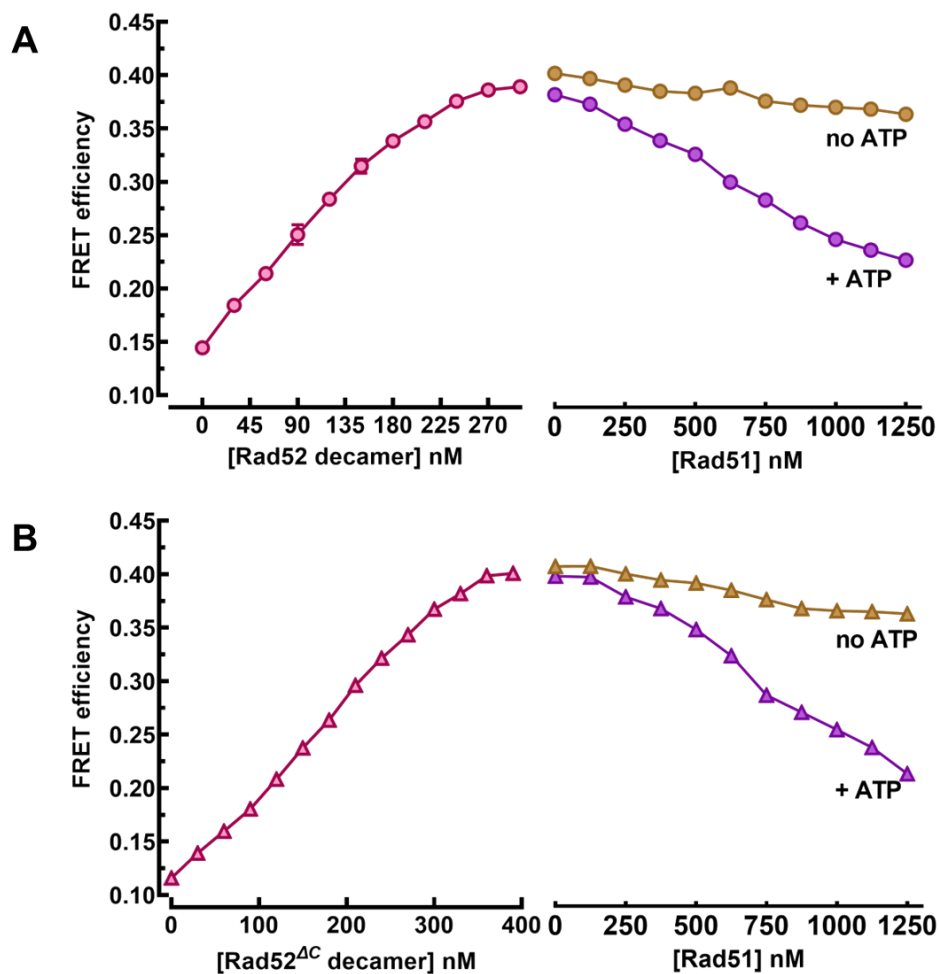 A
FRET efficiency
0.45
0.40
0.35
0.30
0.25
0.20
0.15
0.10
0 45 90 135 180 225 270
[Rad52 decamer] nM
no ATP
+ ATP
0 250 500 750 1000 1250
[Rad51] nM
B
FRET efficiency
0.45
0.40
0.35
0.30
0.25
0.20
0.15
0.10
0 100 200 300 400
[Rad52ΔC decamer] nM
no ATP
+ ATP
0 250 500 750 1000 1250
[Rad51] nM